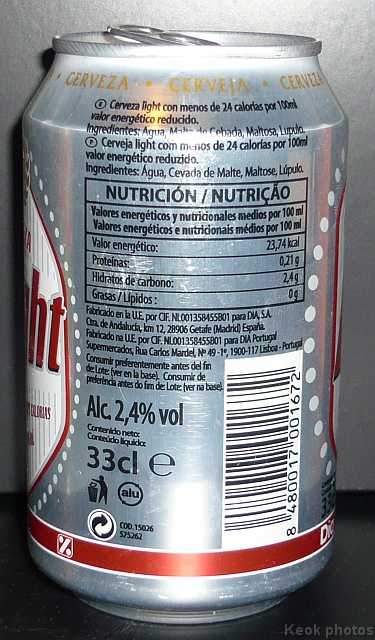 CERVEZA • CERVEJA • CERVEZA
E Cerveza light con menos de 24 calorías por 100ml
valor energético reducido.
Ingredientes: Agua, Malta de Cebada, Maltosa, Lupulo.
P Cerveja light com menos de 24 calorias por 100ml
valor energético reduzido.
Ingredientes: Água, Cevada de Malte, Maltose, Lúpulo.
NUTRICIÓN / NUTRIÇÃO
Valores energéticos y nutricionales medios por 100 ml
Valores energéticos e nutricionais médios por 100 ml
Valor energético: 23,74 kcal
Proteínas: 0,21 g
Hidratos de carbono: 2,4 g
Grasas / Lípidos : 0 g
Fabricado en la U.E. por CIF. NL001358455B01 para DIA, S.A.
Ctra. de Andalucía, km 12, 28906 Getafe (Madrid) España.
Fabricado na U.E. por CIF. NL001358455B01 para DIA Portugal
Supermercados, Rua Carlos Mardel, Nº 49 -1º, 1900-117 Lisboa - Portugal
Consumir preferentemente antes del fin
de Lote: (ver en la base). Consumir de
preferência antes do fim de Lote: (ver na base).
Alc. 2,4% vol
Contenido neto:
Conteúdo líquido:
33cl e
alu
COD.15026
575262
8 480017 001672
ht
CALORIAS
%
Dia
Keok photos